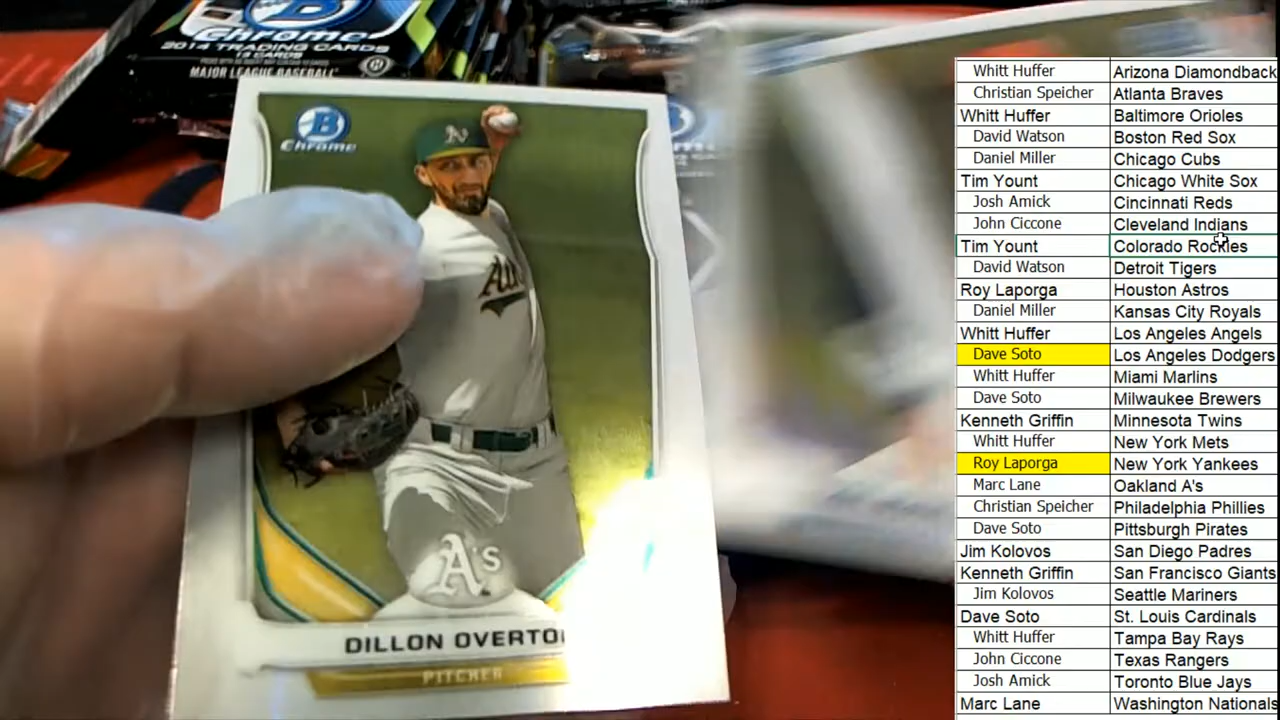 Chrome
2014 TRADING CARDS
MAJOR LEAGUE BASEBALL
B
Chrome
A's
A's
DILLON OVERTO
PITCHER
Whitt Huffer Arizona Diamondback
Christian Speicher Atlanta Braves
Whitt Huffer Baltimore Orioles
David Watson Boston Red Sox
Daniel Miller Chicago Cubs
Tim Yount Chicago White Sox
Josh Amick Cincinnati Reds
John Ciccone Cleveland Indians
Tim Yount Colorado Rockies
David Watson Detroit Tigers
Roy Laporga Houston Astros
Daniel Miller Kansas City Royals
Whitt Huffer Los Angeles Angels
Dave Soto Los Angeles Dodgers
Whitt Huffer Miami Marlins
Dave Soto Milwaukee Brewers
Kenneth Griffin Minnesota Twins
Whitt Huffer New York Mets
Roy Laporga New York Yankees
Marc Lane Oakland A's
Christian Speicher Philadelphia Phillies
Dave Soto Pittsburgh Pirates
Jim Kolovos San Diego Padres
Kenneth Griffin San Francisco Giants
Jim Kolovos Seattle Mariners
Dave Soto St. Louis Cardinals
Whitt Huffer Tampa Bay Rays
John Ciccone Texas Rangers
Josh Amick Toronto Blue Jays
Marc Lane Washington Nationals